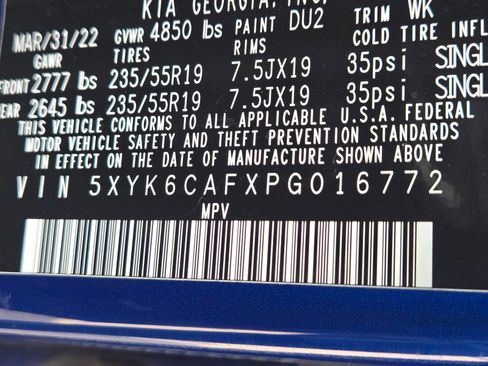 KIA GEORGIA, INC.
MAR/31/22 GVWR 4850 lbs PAINT DU2 TRIM WK
GAWR TIRES RIMS COLD TIRE INFL
FRONT 2777 lbs 235/55R19 7.5JX19 35psi SINGL
REAR 2645 lbs 235/55R19 7.5JX19 35psi SINGL
THIS VEHICLE CONFORMS TO ALL APPLICABLE U.S.A. FEDERAL
MOTOR VEHICLE SAFETY AND THEFT PREVENTION STANDARDS
IN EFFECT ON THE DATE OF MANUFACTURE SHOWN ABOVE
VIN 5XYK6CAFXPG016772
MPV